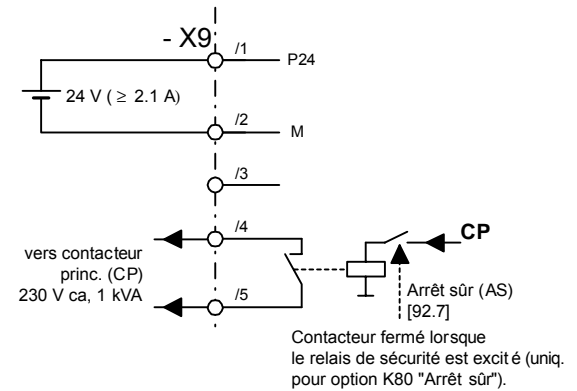 - X9
/1
P24
24 V ( ≥ 2.1 A)
/2
M
/3
/4
CP
vers contacteur
princ. (CP)
230 V ca, 1 kVA
/5
Arrêt sûr (AS)
[92.7]
Contacteur fermé lorsque
le relais de sécurité est excit é (uniq.
pour option K80 "Arrêt sûr").